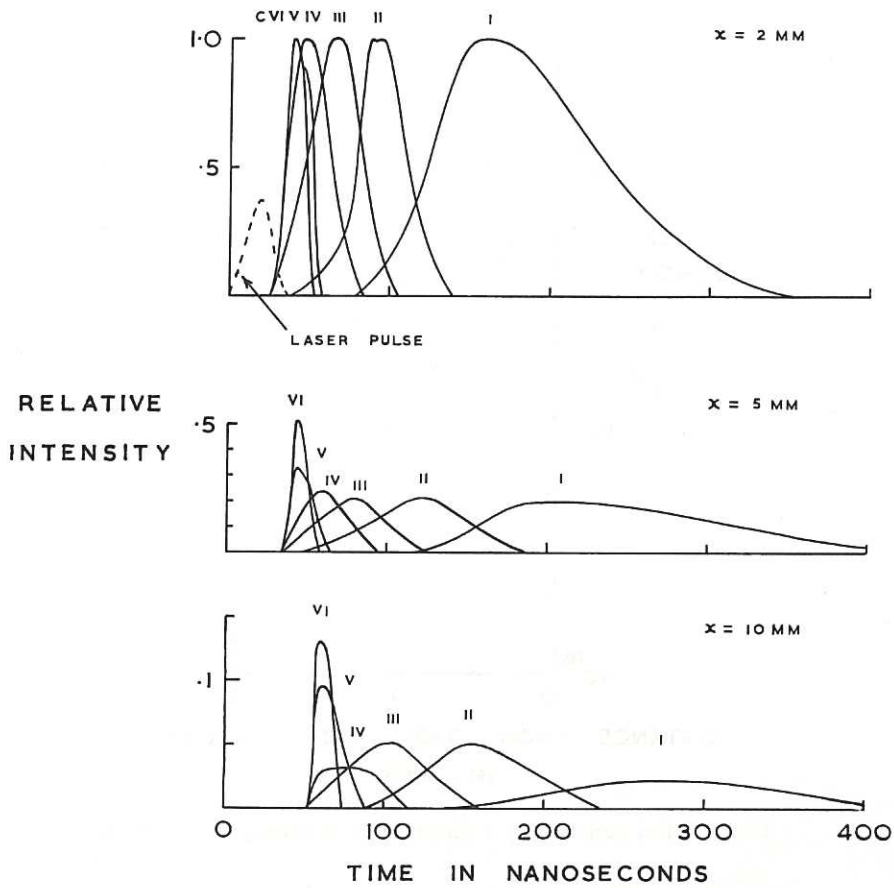 CVI V IV III II I
x = 2 MM
1.0
.5
LASER PULSE
RELATIVE
INTENSITY
x = 5 MM
.5
VI
V
IV
III
II
I
x = 10 MM
.1
VI
V
IV
III
II
I
0 100 200 300 400
TIME IN NANOSECONDS